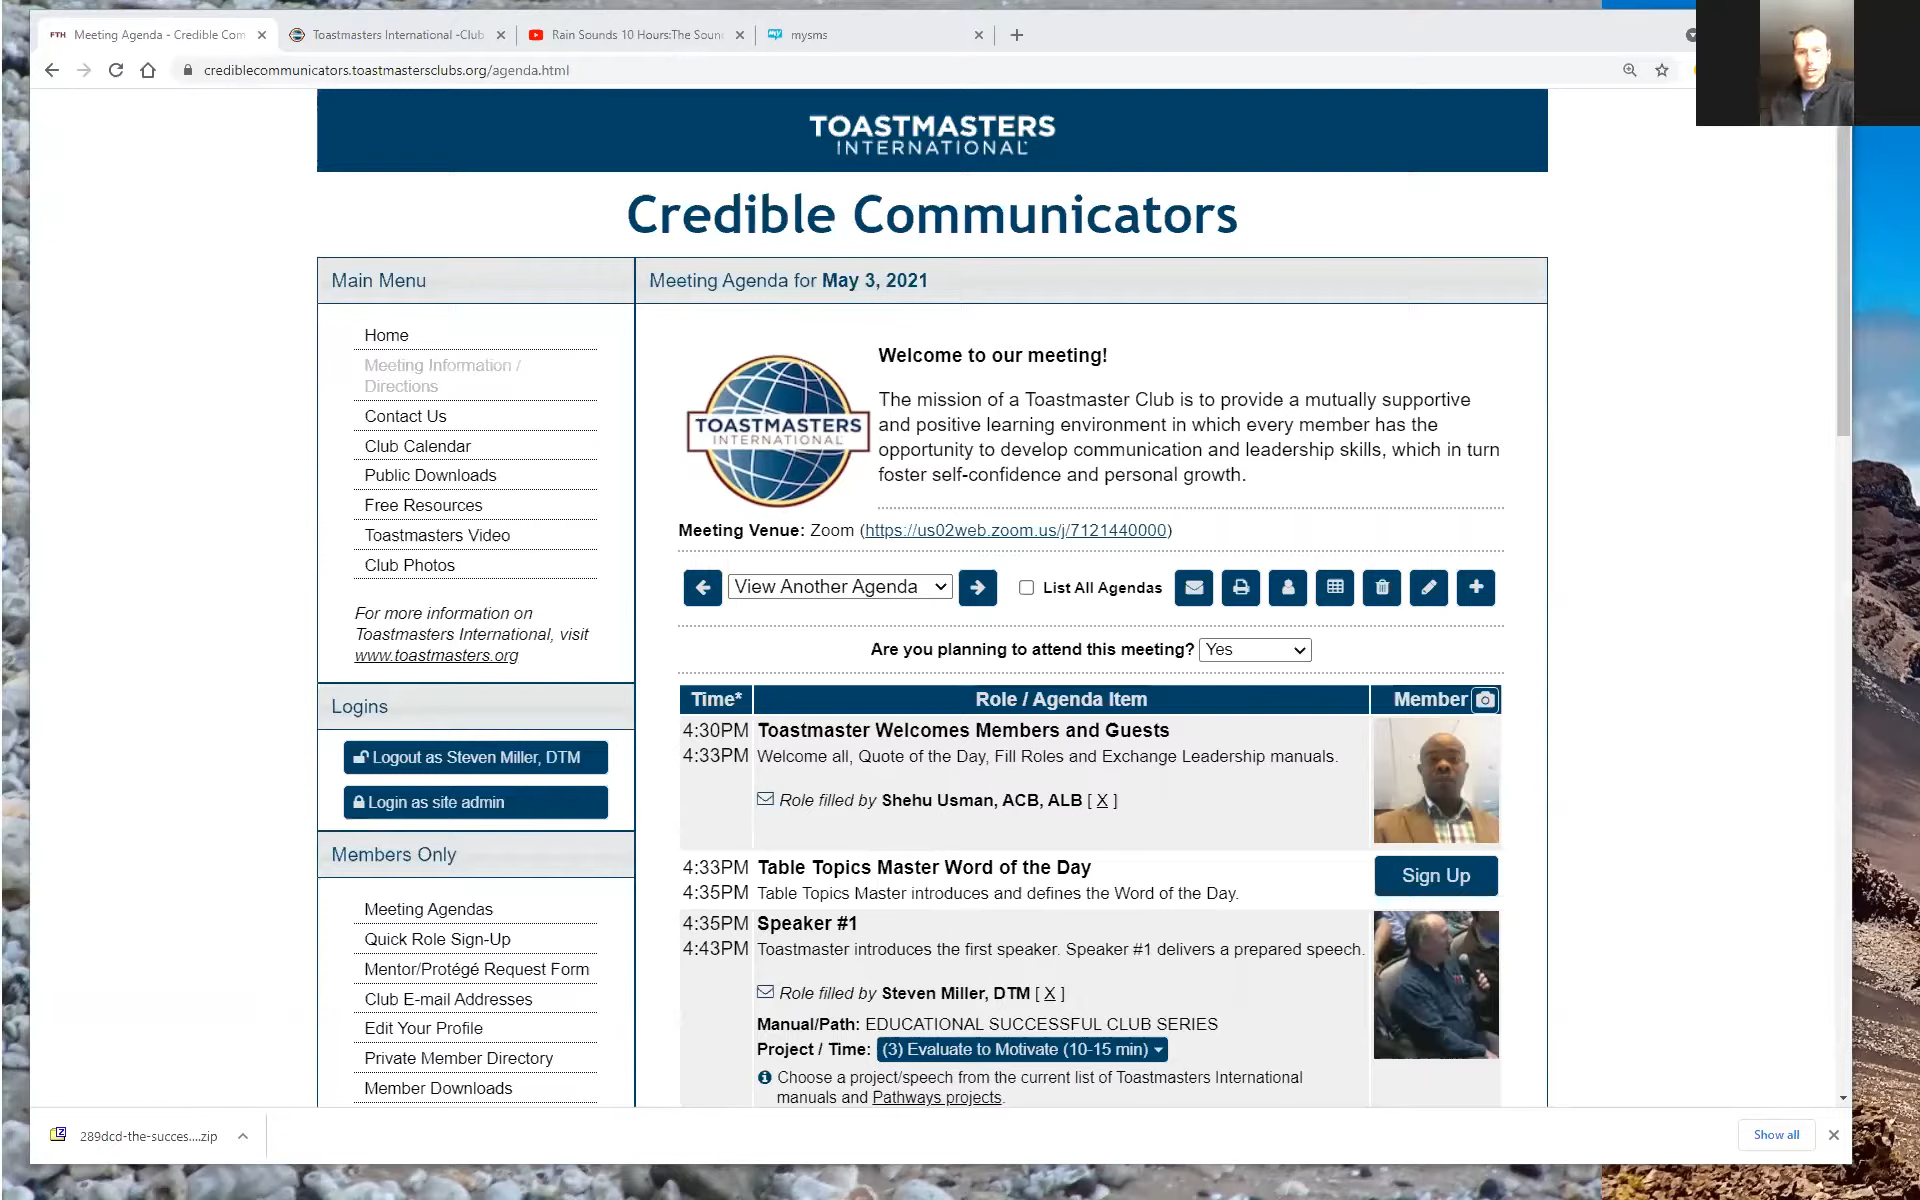 FTH Meeting Agenda - Credible Com
Toastmasters International -Club
Rain Sounds 10 Hours:The Soun
mysms
crediblecommunicators.toastmastersclubs.org/agenda.html
TOASTMASTERS
INTERNATIONAL
Credible Communicators
Main Menu
Home
Meeting Information /
Directions
Contact Us
Club Calendar
Public Downloads
Free Resources
Toastmasters Video
Club Photos
For more information on
Toastmasters International, visit
www.toastmasters.org
Logins
Logout as Steven Miller, DTM
Login as site admin
Members Only
Meeting Agendas
Quick Role Sign-Up
Mentor/Protégé Request Form
Club E-mail Addresses
Edit Your Profile
Private Member Directory
Member Downloads
Meeting Agenda for May 3, 2021
TOASTMASTERS
INTERNATIONAL
Welcome to our meeting!
The mission of a Toastmaster Club is to provide a mutually supportive
and positive learning environment in which every member has the
opportunity to develop communication and leadership skills, which in turn
foster self-confidence and personal growth.
Meeting Venue: Zoom (https://us02web.zoom.us/j/7121440000)
View Another Agenda
List All Agendas
Are you planning to attend this meeting? Yes
Time* Role / Agenda Item Member
4:30PM Toastmaster Welcomes Members and Guests
4:33PM Welcome all, Quote of the Day, Fill Roles and Exchange Leadership manuals.
Role filled by Shehu Usman, ACB, ALB [ X ]
4:33PM Table Topics Master Word of the Day
4:35PM Table Topics Master introduces and defines the Word of the Day.
Sign Up
4:35PM Speaker #1
4:43PM Toastmaster introduces the first speaker. Speaker #1 delivers a prepared speech.
Role filled by Steven Miller, DTM [ X ]
Manual/Path: EDUCATIONAL SUCCESSFUL CLUB SERIES
Project / Time: (3) Evaluate to Motivate (10-15 min)
Choose a project/speech from the current list of Toastmasters International
manuals and Pathways projects.
289dcd-the-succes....zip
Show all